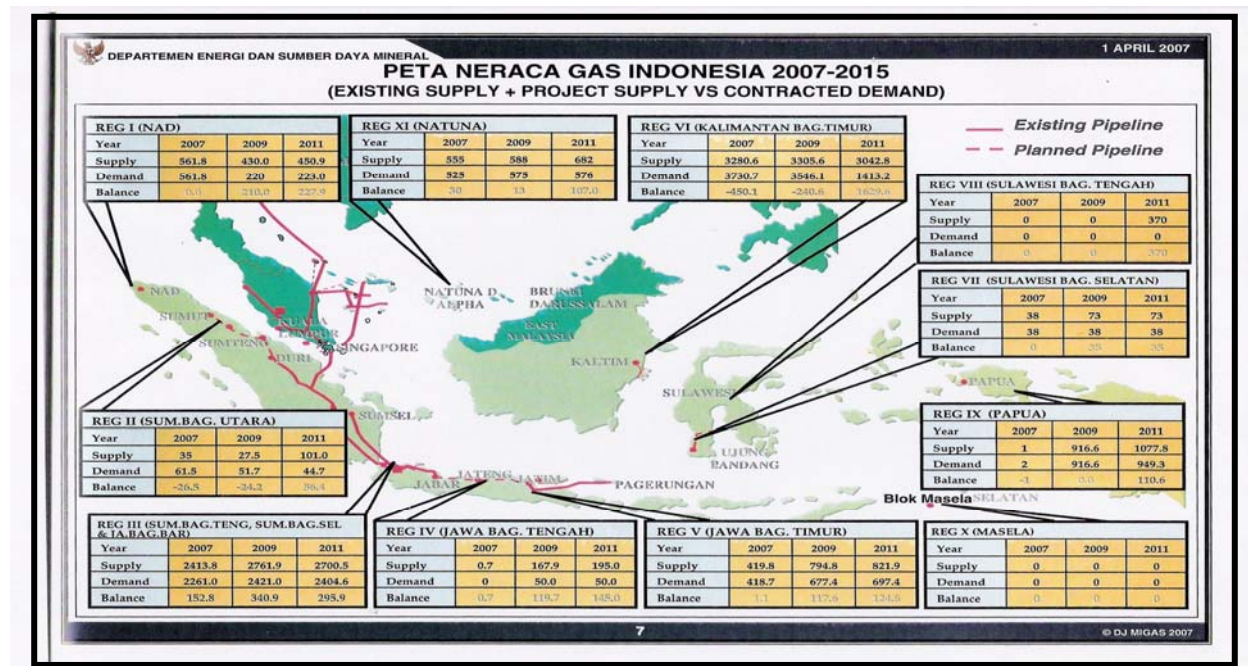 1 APRIL 2007
DEPARTEMEN ENERGI DAN SUMBER DAYA MINERAL
PETA NERACA GAS INDONESIA 2007-2015
(EXISTING SUPPLY + PROJECT SUPPLY VS CONTRACTED DEMAND)
Existing Pipeline
Planned Pipeline
REG I (NAD)
Year 2007 2009 2011
Supply 561.8 430.0 450.9
Demand 561.8 220 223.0
Balance 0.0 210.0 227.9
REG XI (NATUNA)
Year 2007 2009 2011
Supply 555 588 682
Demand 525 575 576
Balance 30 13 107.0
REG VI (KALIMANTAN BAG.TIMUR)
Year 2007 2009 2011
Supply 3280.6 3305.6 3042.8
Demand 3730.7 3546.1 1413.2
Balance -450.1 -240.6 1629.6
REG VIII (SULAWESI BAG. TENGAH)
Year 2007 2009 2011
Supply 0 0 370
Demand 0 0 0
Balance 0 0 370
REG VII (SULAWESI BAG. SELATAN)
Year 2007 2009 2011
Supply 38 73 73
Demand 38 38 38
Balance 0 35 35
NAD
SUMUT
SUMTENG
DURI
KUALA
LUMPUR
SINGAPORE
NATUNA D
ALPHA
BRUNEI
DARUSSALAM
EAST
MALAYSIA
KALTIM
SULAWESI
PAPUA
SUMSEL
UJUNG
PANDANG
JABAR
JATENG
JATIM
PAGERUNGAN
Blok Masela
SELATAN
REG II (SUM.BAG. UTARA)
Year 2007 2009 2011
Supply 35 27.5 101.0
Demand 61.5 51.7 44.7
Balance -26.5 -24.2 56.4
REG IX (PAPUA)
Year 2007 2009 2011
Supply 1 916.6 1077.8
Demand 2 916.6 949.3
Balance -1 0.0 110.6
REG III (SUM.BAG.TENG, SUM.BAG.SEL
& JA.BAG.BAR)
Year 2007 2009 2011
Supply 2413.8 2761.9 2700.5
Demand 2261.0 2421.0 2404.6
Balance 152.8 340.9 295.9
REG IV (JAWA BAG. TENGAH)
Year 2007 2009 2011
Supply 0.7 167.9 195.0
Demand 0 50.0 50.0
Balance 0.7 119.7 145.0
REG V (JAWA BAG. TIMUR)
Year 2007 2009 2011
Supply 419.8 794.8 821.9
Demand 418.7 677.4 697.4
Balance 1.1 117.6 124.6
REG X (MASELA)
Year 2007 2009 2011
Supply 0 0 0
Demand 0 0 0
Balance 0 0 0
7
© DJ MIGAS 2007